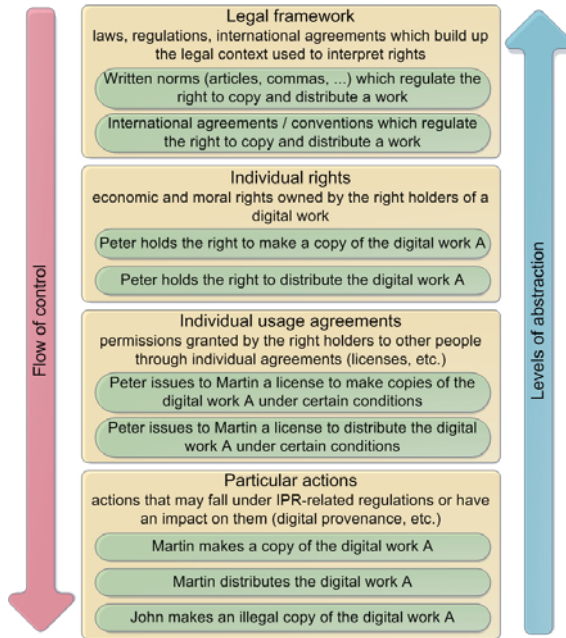 Legal framework
laws, regulations, international agreements which build up
the legal context used to interpret rights
Written norms (articles, commas, ...) which regulate the
right to copy and distribute a work
International agreements / conventions which regulate
the right to copy and distribute a work
Individual rights
economic and moral rights owned by the right holders of a
digital work
Peter holds the right to make a copy of the digital work A
Peter holds the right to distribute the digital work A
Individual usage agreements
permissions granted by the right holders to other people
through individual agreements (licenses, etc.)
Peter issues to Martin a license to make copies of the
digital work A under certain conditions
Peter issues to Martin a license to distribute the digital
work A under certain conditions
Particular actions
actions that may fall under IPR-related regulations or have
an impact on them (digital provenance, etc.)
Martin makes a copy of the digital work A
Martin distributes the digital work A
John makes an illegal copy of the digital work A
Flow of control
Levels of abstraction